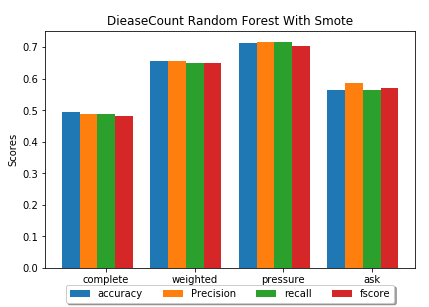 DieaseCount Random Forest With Smote
Scores
0.7
0.6
0.5
0.4
0.3
0.2
0.1
0.0
complete weighted pressure ask
accuracy Precision recall fscore